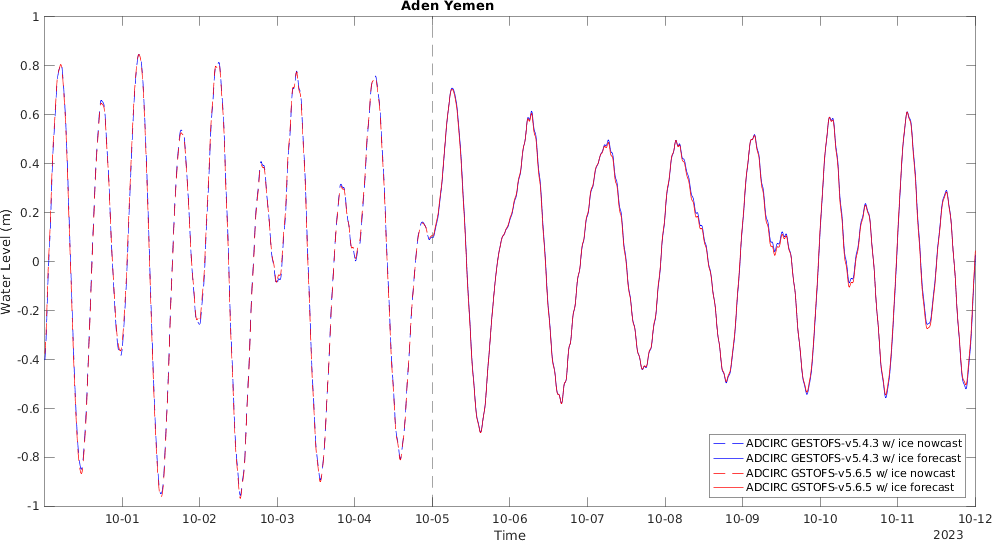 Aden Yemen
1
0.8
0.6
0.4
0.2
0
-0.2
-0.4
-0.6
-0.8
-1
Water Level (m)
ADCIRC GESTOFS-v5.4.3 w/ ice nowcast
ADCIRC GESTOFS-v5.4.3 w/ ice forecast
ADCIRC GSTOFS-v5.6.5 w/ ice nowcast
ADCIRC GSTOFS-v5.6.5 w/ ice forecast
10-01 10-02 10-03 10-04 10-05 10-06 10-07 10-08 10-09 10-10 10-11 10-12
Time
2023